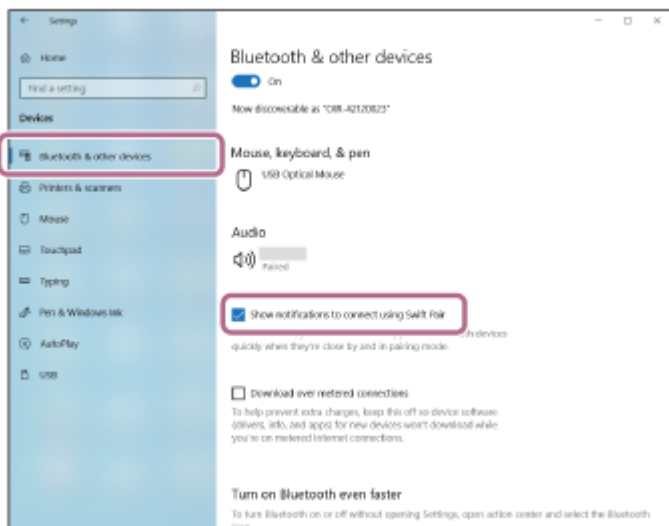 Settings
Home
Find a setting
Devices
Bluetooth & other devices
Printers & scanners
Mouse
Touchpad
Typing
Pen & Windows Ink
AutoPlay
USB
Bluetooth & other devices
On
Now discoverable as
Mouse, keyboard, & pen
USB Optical Mouse
Audio
Paired
Show notifications to connect using Swift Pair
devices
quickly when they're close by and in pairing mode.
Download over metered connections
To help prevent extra charges, keep this off so device software
(drivers, info, and apps) for new devices won't download while
you're on metered Internet connections.
Turn on Bluetooth even faster
To turn Bluetooth on or off without opening Settings, open action center and select the Bluetooth